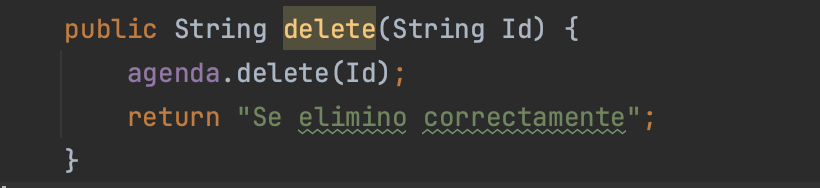 public String delete(String Id) {
agenda.delete(Id);
return "Se elimino correctamente";
}